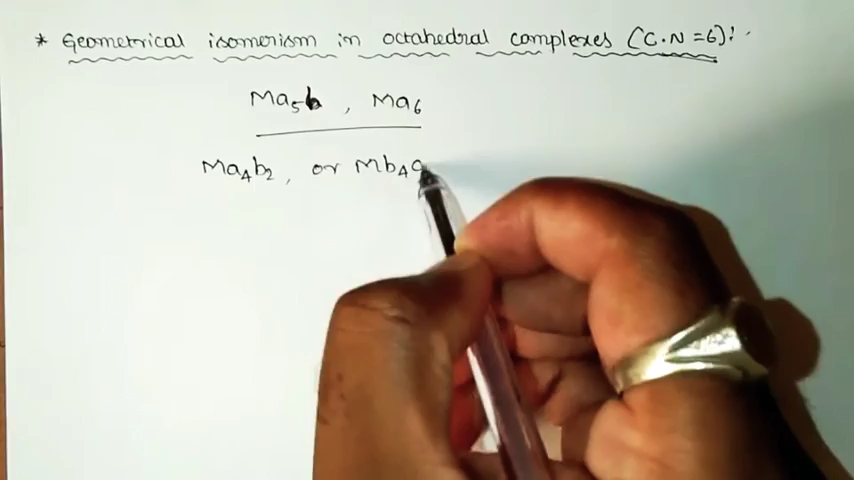 * Geometrical isomerism in octahedral complexes (C.N = 6):
Ma₅b , Ma₆
Ma₄b₂, or Mb₄a